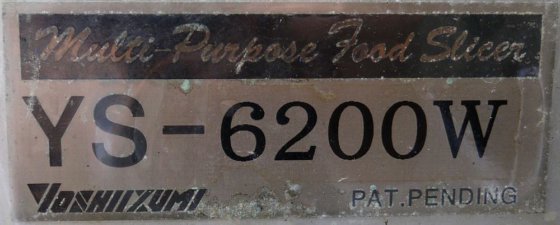 Multi-Purpose Food Slicer
YS-6200W
YOSHIIZUMI PAT.PENDING